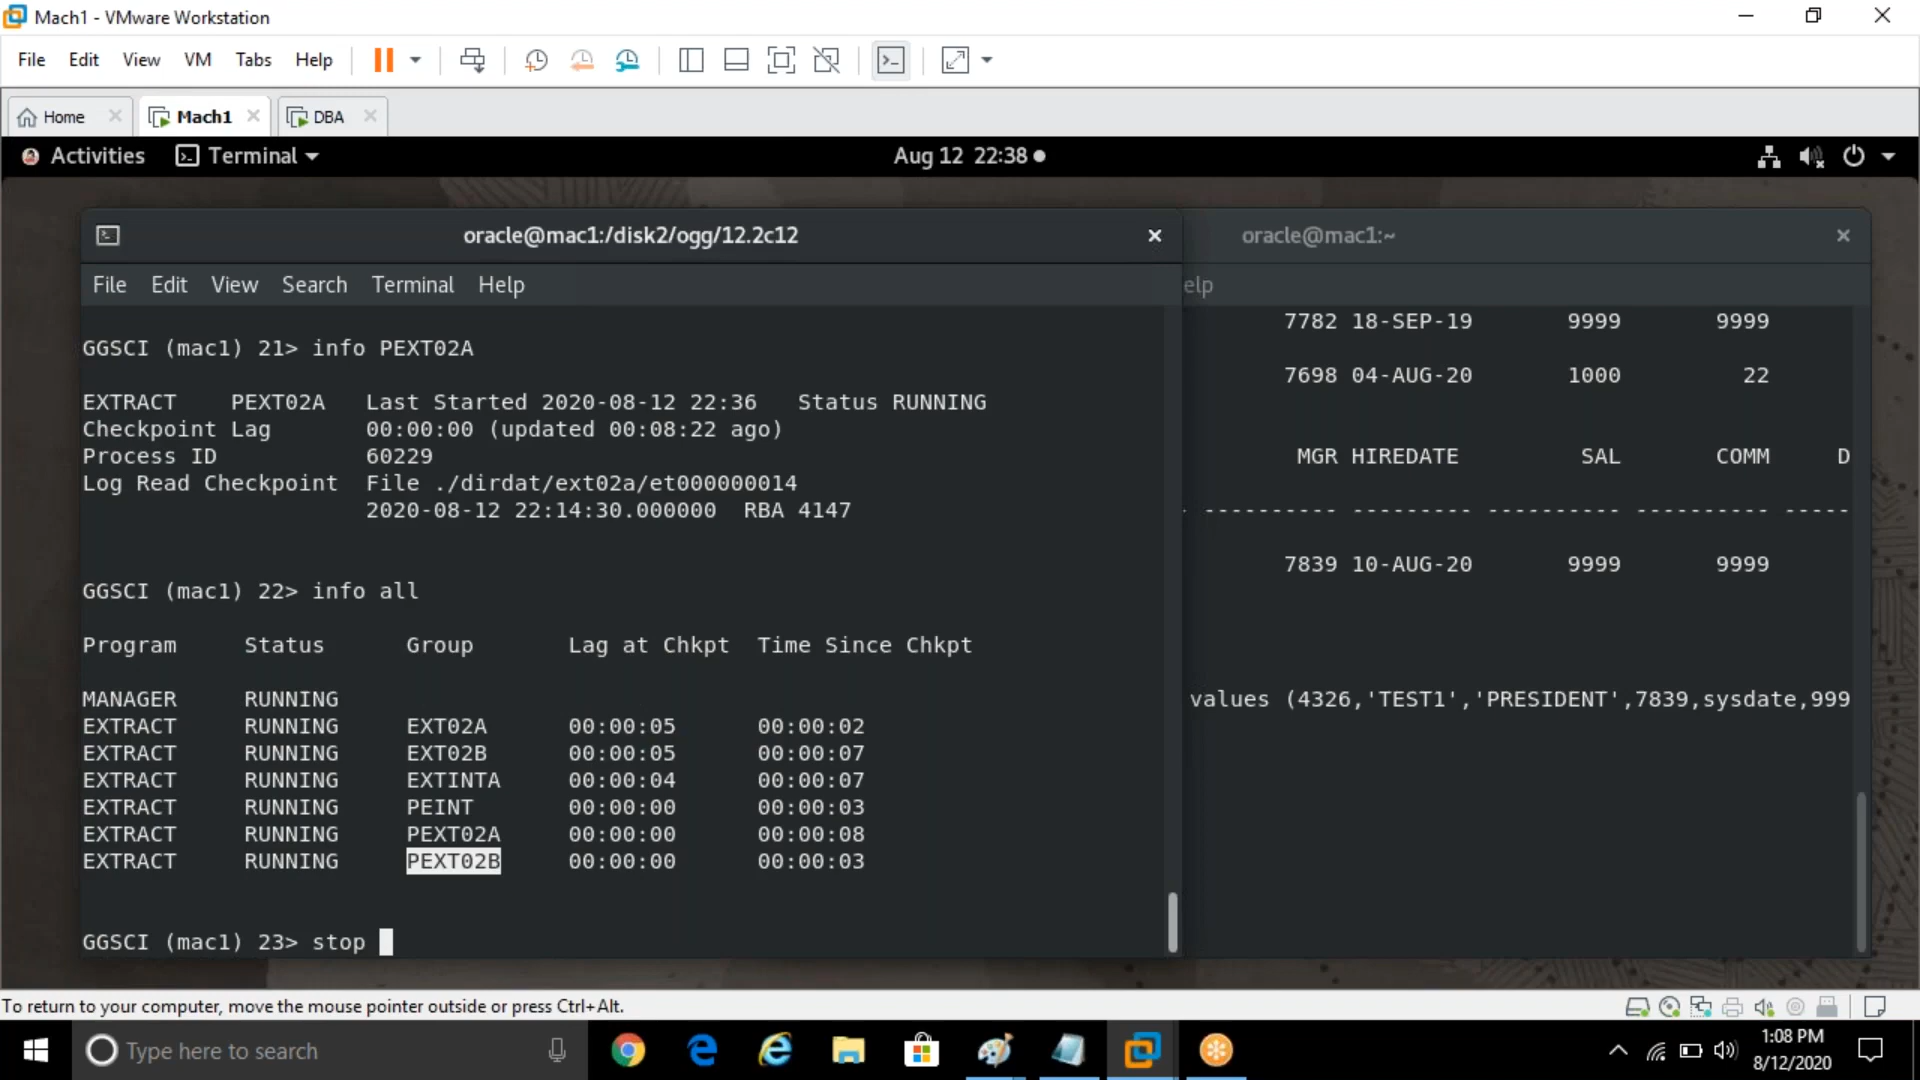 Mach1 - VMware Workstation
File Edit View VM Tabs Help
Home Mach1 DBA
Activities Terminal Aug 12 22:38
oracle@mac1:/disk2/ogg/12.2c12
File Edit View Search Terminal Help
GGSCI (mac1) 21> info PEXT02A
EXTRACT PEXT02A Last Started 2020-08-12 22:36 Status RUNNING
Checkpoint Lag 00:00:00 (updated 00:08:22 ago)
Process ID 60229
Log Read Checkpoint File ./dirdat/ext02a/et000000014
2020-08-12 22:14:30.000000 RBA 4147
GGSCI (mac1) 22> info all
Program Status Group Lag at Chkpt Time Since Chkpt
MANAGER RUNNING
EXTRACT RUNNING EXT02A 00:00:05 00:00:02
EXTRACT RUNNING EXT02B 00:00:05 00:00:07
EXTRACT RUNNING EXTINTA 00:00:04 00:00:07
EXTRACT RUNNING PEINT 00:00:00 00:00:03
EXTRACT RUNNING PEXT02A 00:00:00 00:00:08
EXTRACT RUNNING PEXT02B 00:00:00 00:00:03
GGSCI (mac1) 23> stop
oracle@mac1:~
elp
7782 18-SEP-19 9999 9999
7698 04-AUG-20 1000 22
MGR HIREDATE SAL COMM D
- ---------- --------- ---------- ---------- -----
7839 10-AUG-20 9999 9999
values (4326,'TEST1','PRESIDENT',7839,sysdate,999
To return to your computer, move the mouse pointer outside or press Ctrl+Alt.
Type here to search
1:08 PM
8/12/2020